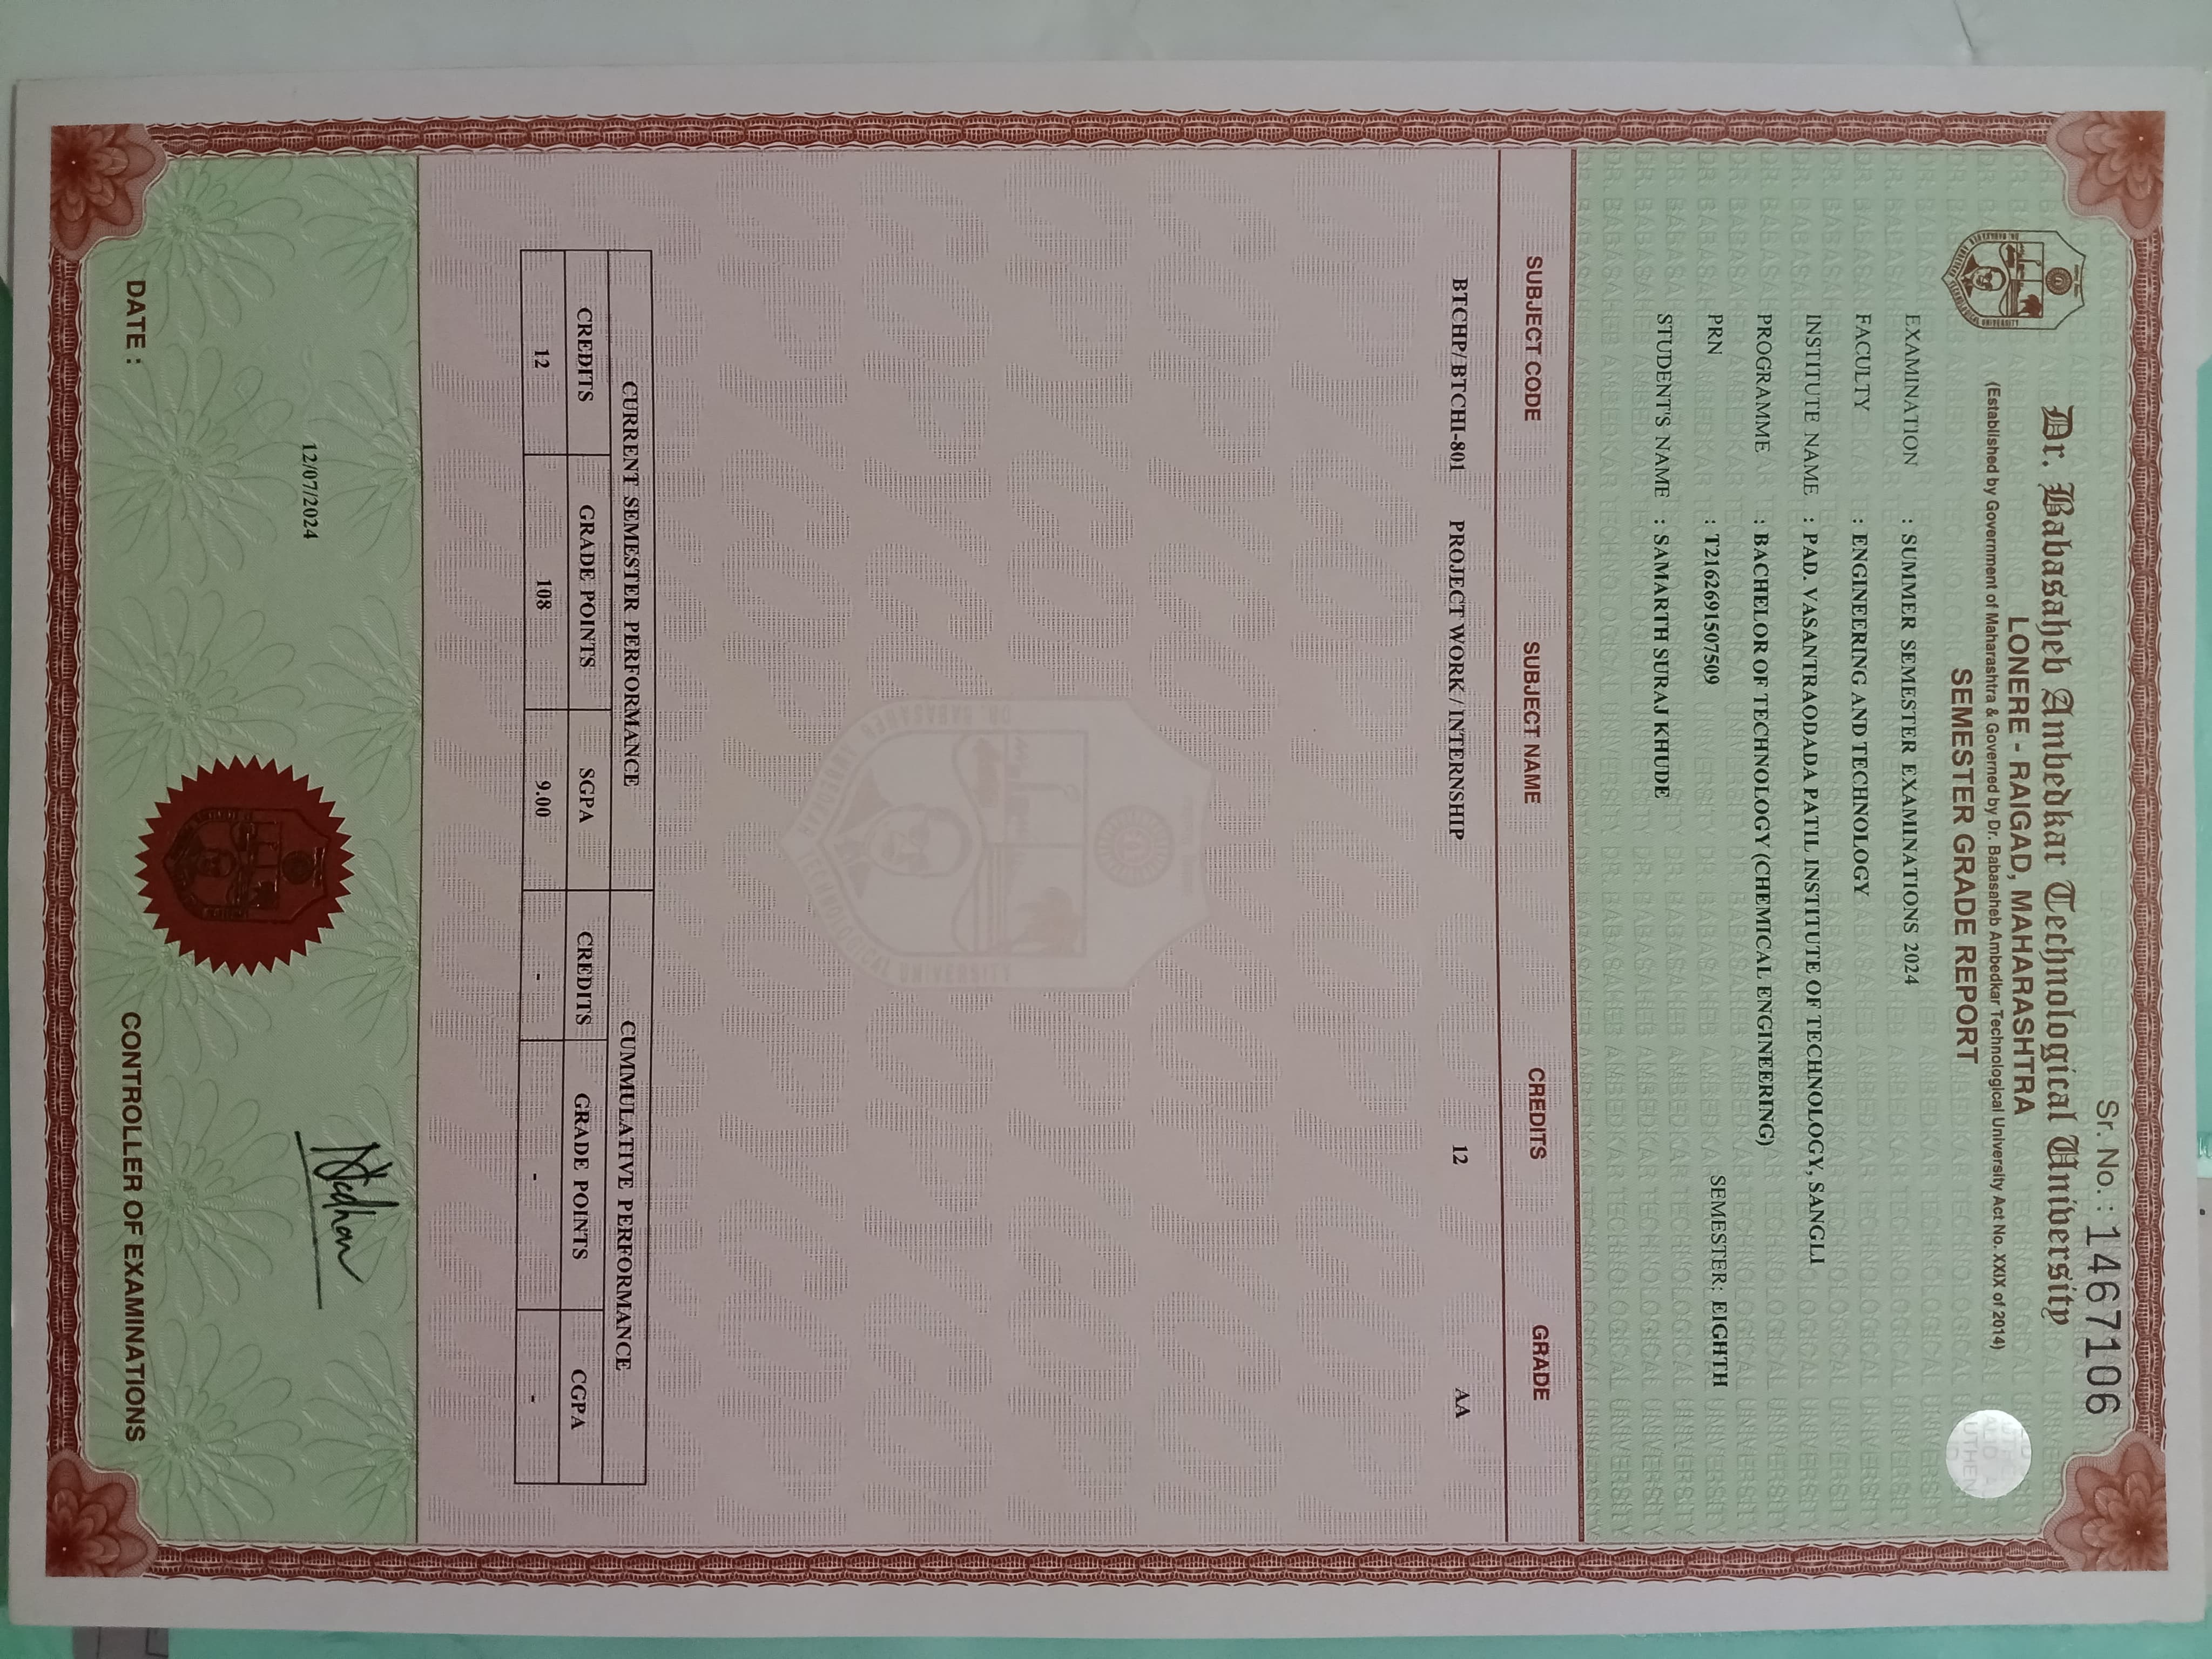 Sr. No. : 1467106
Dr. Babasaheb Ambedkar Technological University
LONERE - RAIGAD, MAHARASHTRA
(Established by Government of Maharashtra & Governed by Dr. Babasaheb Ambedkar Technological University Act No. XXIX of 2014)
SEMESTER GRADE REPORT
EXAMINATION : SUMMER SEMESTER EXAMINATIONS 2024
FACULTY : ENGINEERING AND TECHNOLOGY
INSTITUTE NAME : PAD. VASANTRAODADA PATIL INSTITUTE OF TECHNOLOGY, SANGLI
PROGRAMME : BACHELOR OF TECHNOLOGY (CHEMICAL ENGINEERING)
PRN : T2162691507509 SEMESTER: EIGHTH
STUDENT'S NAME : SAMARTH SURAJ KHUDE
SUBJECT CODE SUBJECT NAME CREDITS GRADE
BTCHP/BTCHI-801 PROJECT WORK / INTERNSHIP 12 AA
DR. BABASAHEB AMBEDKAR TECHNOLOGICAL UNIVERSITY
CURRENT SEMESTER PERFORMANCE CUMMULATIVE PERFORMANCE
CREDITS GRADE POINTS SGPA CREDITS GRADE POINTS CGPA
12 108 9.00 - - -
12/07/2024
DATE : CONTROLLER OF EXAMINATIONS